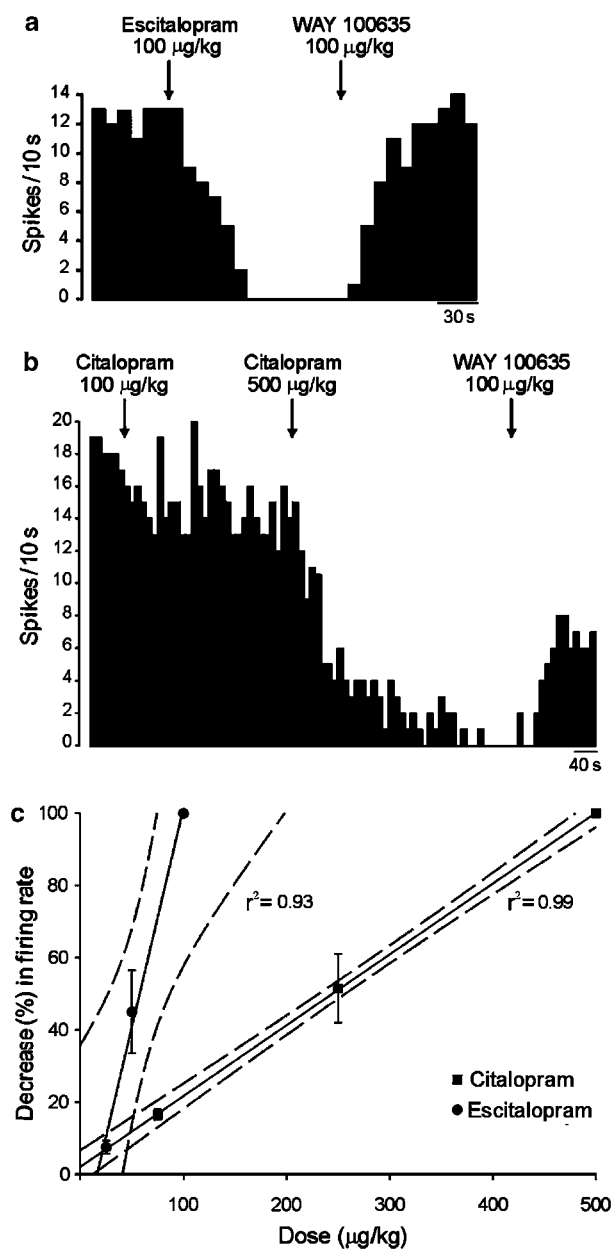 a
Escitalopram
100 µg/kg
WAY 100635
100 µg/kg
14
12
10
8
6
4
2
0
Spikes/10 s
30 s
b
Citalopram
100 µg/kg
Citalopram
500 µg/kg
WAY 100635
100 µg/kg
20
18
16
14
12
10
8
6
4
2
0
Spikes/10 s
40 s
c
100
80
60
40
20
0
Decrease (%) in firing rate
r² = 0.93
r² = 0.99
Citalopram
Escitalopram
100
200
300
400
500
Dose (µg/kg)